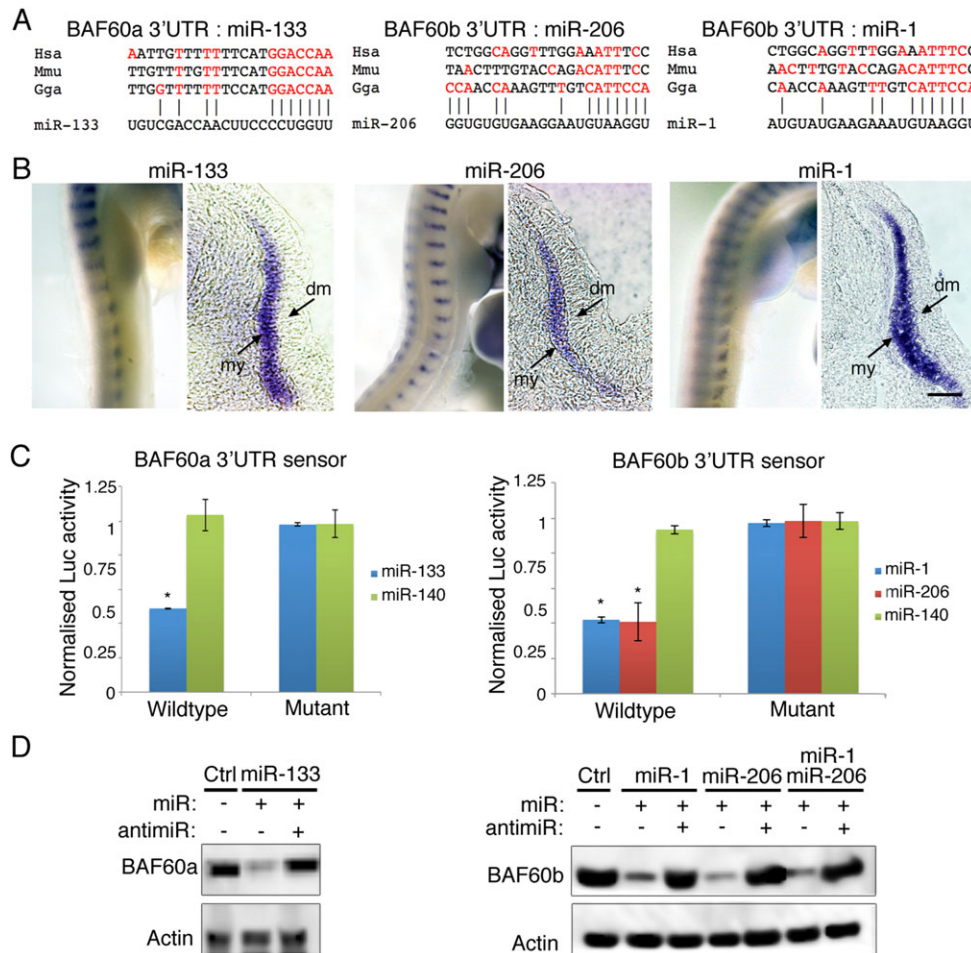 A
BAF60a 3'UTR : miR-133
Hsa AATTGTTTTTTTCATGGACCAA
Mmu TTGTTTTGTTTTCATGGACCAA
Gga TTGGTTTTTTCCATGGACCAA
miR-133 UGUCGACCAACUUCCCCUGGUU
BAF60b 3'UTR : miR-206
Hsa TCTGGCAGGTTTGGAAATTTCC
Mmu TAACTTTGTACCAGACATTTCC
Gga CCAACCAAAGTTTGTCATTCCA
miR-206 GGUGUGUGAAGGAAUGUAAGGU
BAF60b 3'UTR : miR-1
Hsa CTGGCAGGTTTGGAAATTTCC
Mmu AACTTTGTACCAGACATTTCC
Gga CAACCAAAGTTTGTCATTCCA
miR-1 AUGUAUGAAGAAAUGUAAGGU
B
miR-133
dm
my
miR-206
dm
my
miR-1
dm
my
C
BAF60a 3'UTR sensor
Normalised Luc activity
1.25
1
0.75
0.5
0.25
0
*
Wildtype
Mutant
miR-133
miR-140
BAF60b 3'UTR sensor
Normalised Luc activity
1.25
1
0.75
0.5
0.25
0
*
*
Wildtype
Mutant
miR-1
miR-206
miR-140
D
Ctrl miR-133
miR: - + +
antimiR: - - +
BAF60a
Actin
Ctrl miR-1 miR-206 miR-1 miR-206
miR: - + + + + + +
antimiR: - - + - + - +
BAF60b
Actin